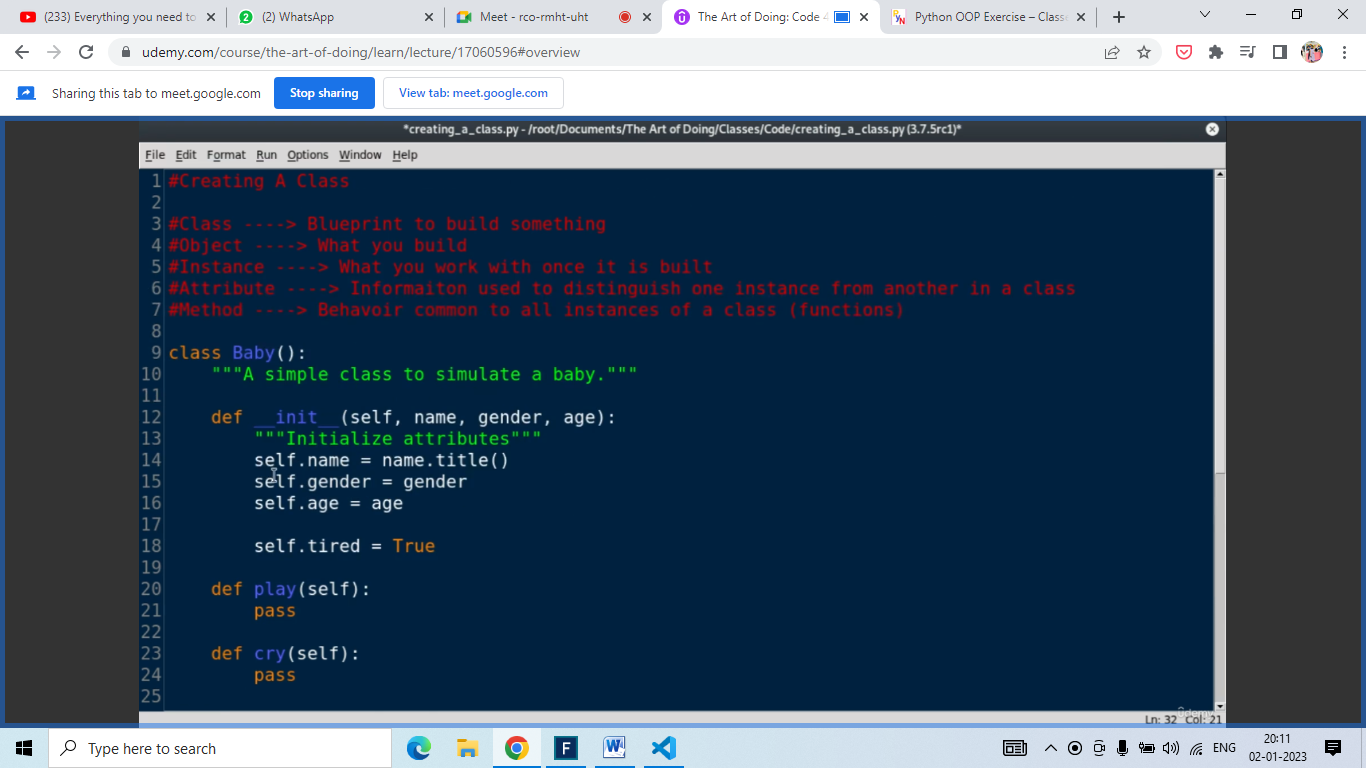 (233) Everything you need to
(2) WhatsApp
Meet - rco-rmht-uht
The Art of Doing: Code
Python OOP Exercise – Class
udemy.com/course/the-art-of-doing/learn/lecture/17060596#overview
Sharing this tab to meet.google.com
Stop sharing
View tab: meet.google.com
*creating_a_class.py - /root/Documents/The Art of Doing/Classes/Code/creating_a_class.py (3.7.5rc1)*
File Edit Format Run Options Window Help
1 #Creating A Class
2
3 #Class ----> Blueprint to build something
4 #Object ----> What you build
5 #Instance ----> What you work with once it is built
6 #Attribute ----> Informaiton used to distinguish one instance from another in a class
7 #Method ----> Behavoir common to all instances of a class (functions)
8
9 class Baby():
10     """A simple class to simulate a baby."""
11
12     def __init__(self, name, gender, age):
13         """Initialize attributes"""
14         self.name = name.title()
15         self.gender = gender
16         self.age = age
17
18         self.tired = True
19
20     def play(self):
21         pass
22
23     def cry(self):
24         pass
25
Udemy
Ln: 32 Col: 21
Type here to search
F
W
ENG
20:11
02-01-2023